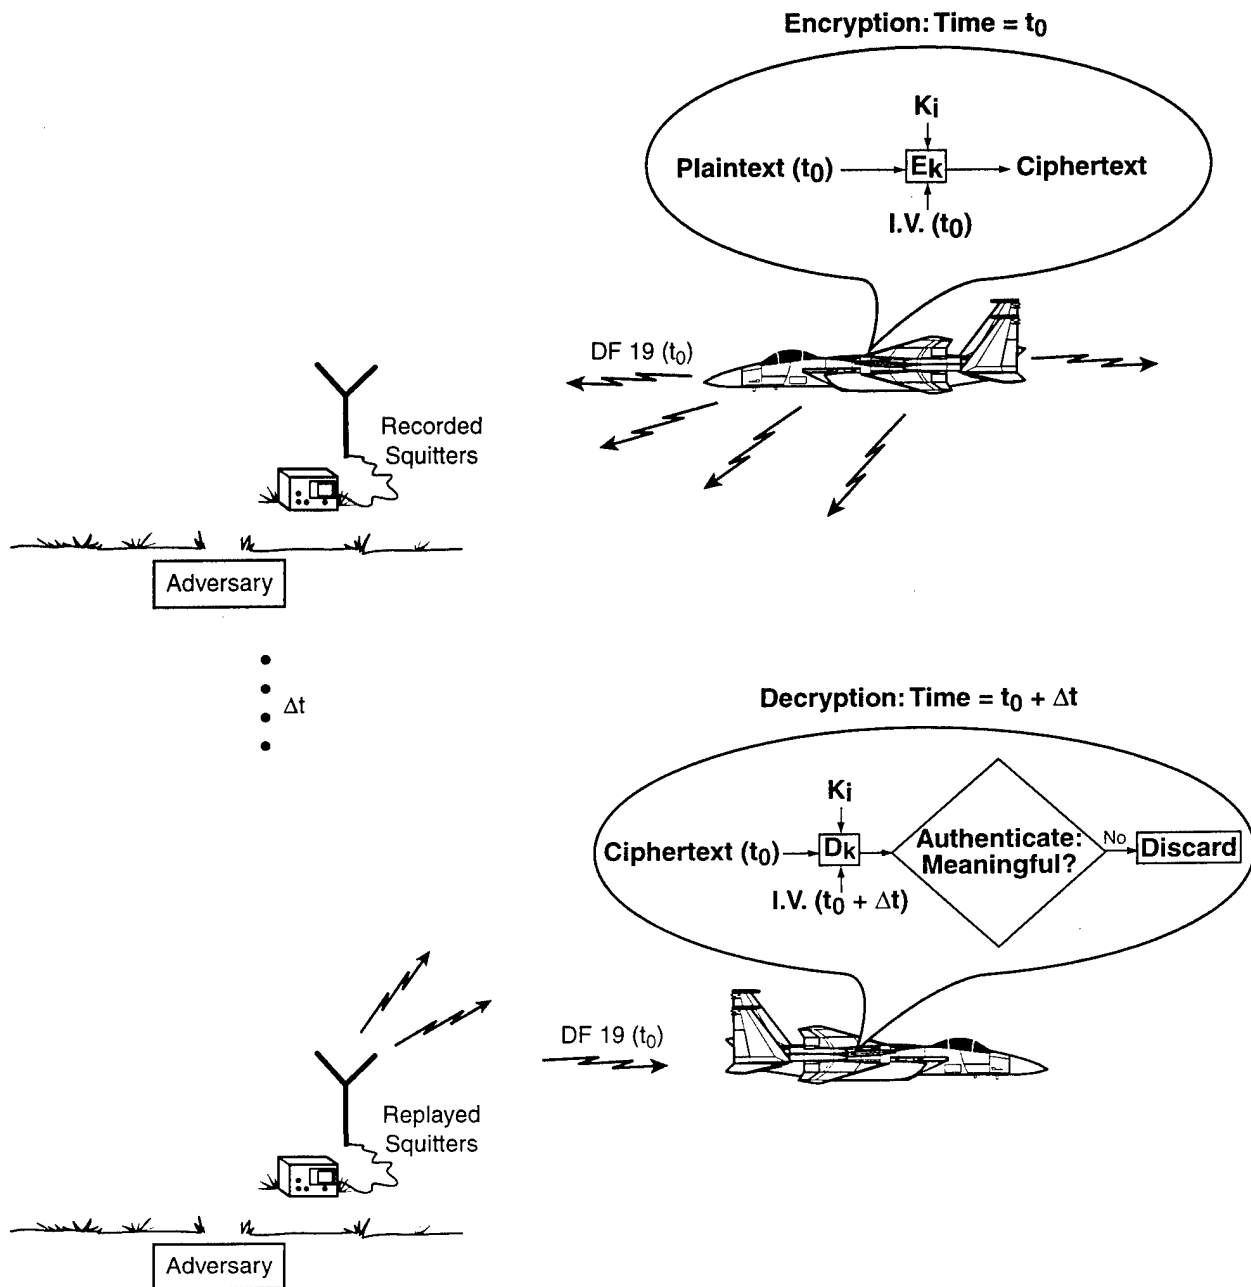 Encryption: Time = t0
Ki
Plaintext (t0)
Ek
Ciphertext
I.V. (t0)
DF 19 (t0)
Recorded
Squitters
Adversary
Δt
Decryption: Time = t0 + Δt
Ki
Ciphertext (t0)
Dk
Authenticate:
Meaningful?
No
Discard
I.V. (t0 + Δt)
DF 19 (t0)
Replayed
Squitters
Adversary